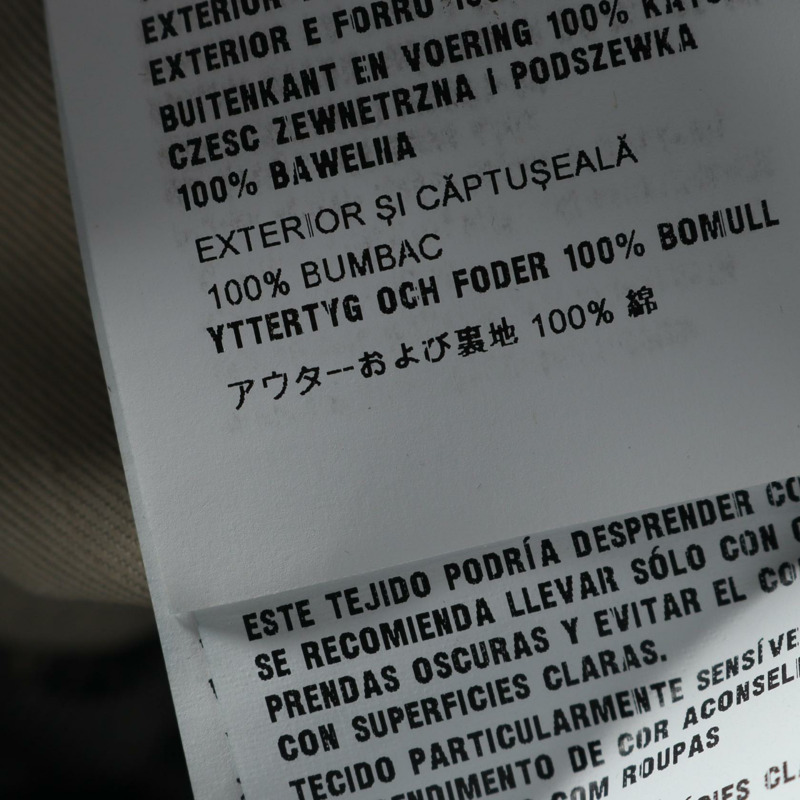 EXTERIOR
EXTERIOR E FORRO
BUITENKANT EN VOERING 100%
CZESC ZEWNETRZNA I PODSZEWKA
100% BAWELNA
EXTERIOR ȘI CĂPTUȘEALĂ
100% BUMBAC
YTTERTYG OCH FODER 100% BOMULL
アウターおよび裏地 100% 綿
ESTE TEJIDO PODRÍA DESPRENDER
SE RECOMIENDA LLEVAR SÓLO CON
PRENDAS OSCURAS Y EVITAR EL
CON SUPERFICIES CLARAS.
TECIDO PARTICULARMENTE
DE COR
COM ROUPAS